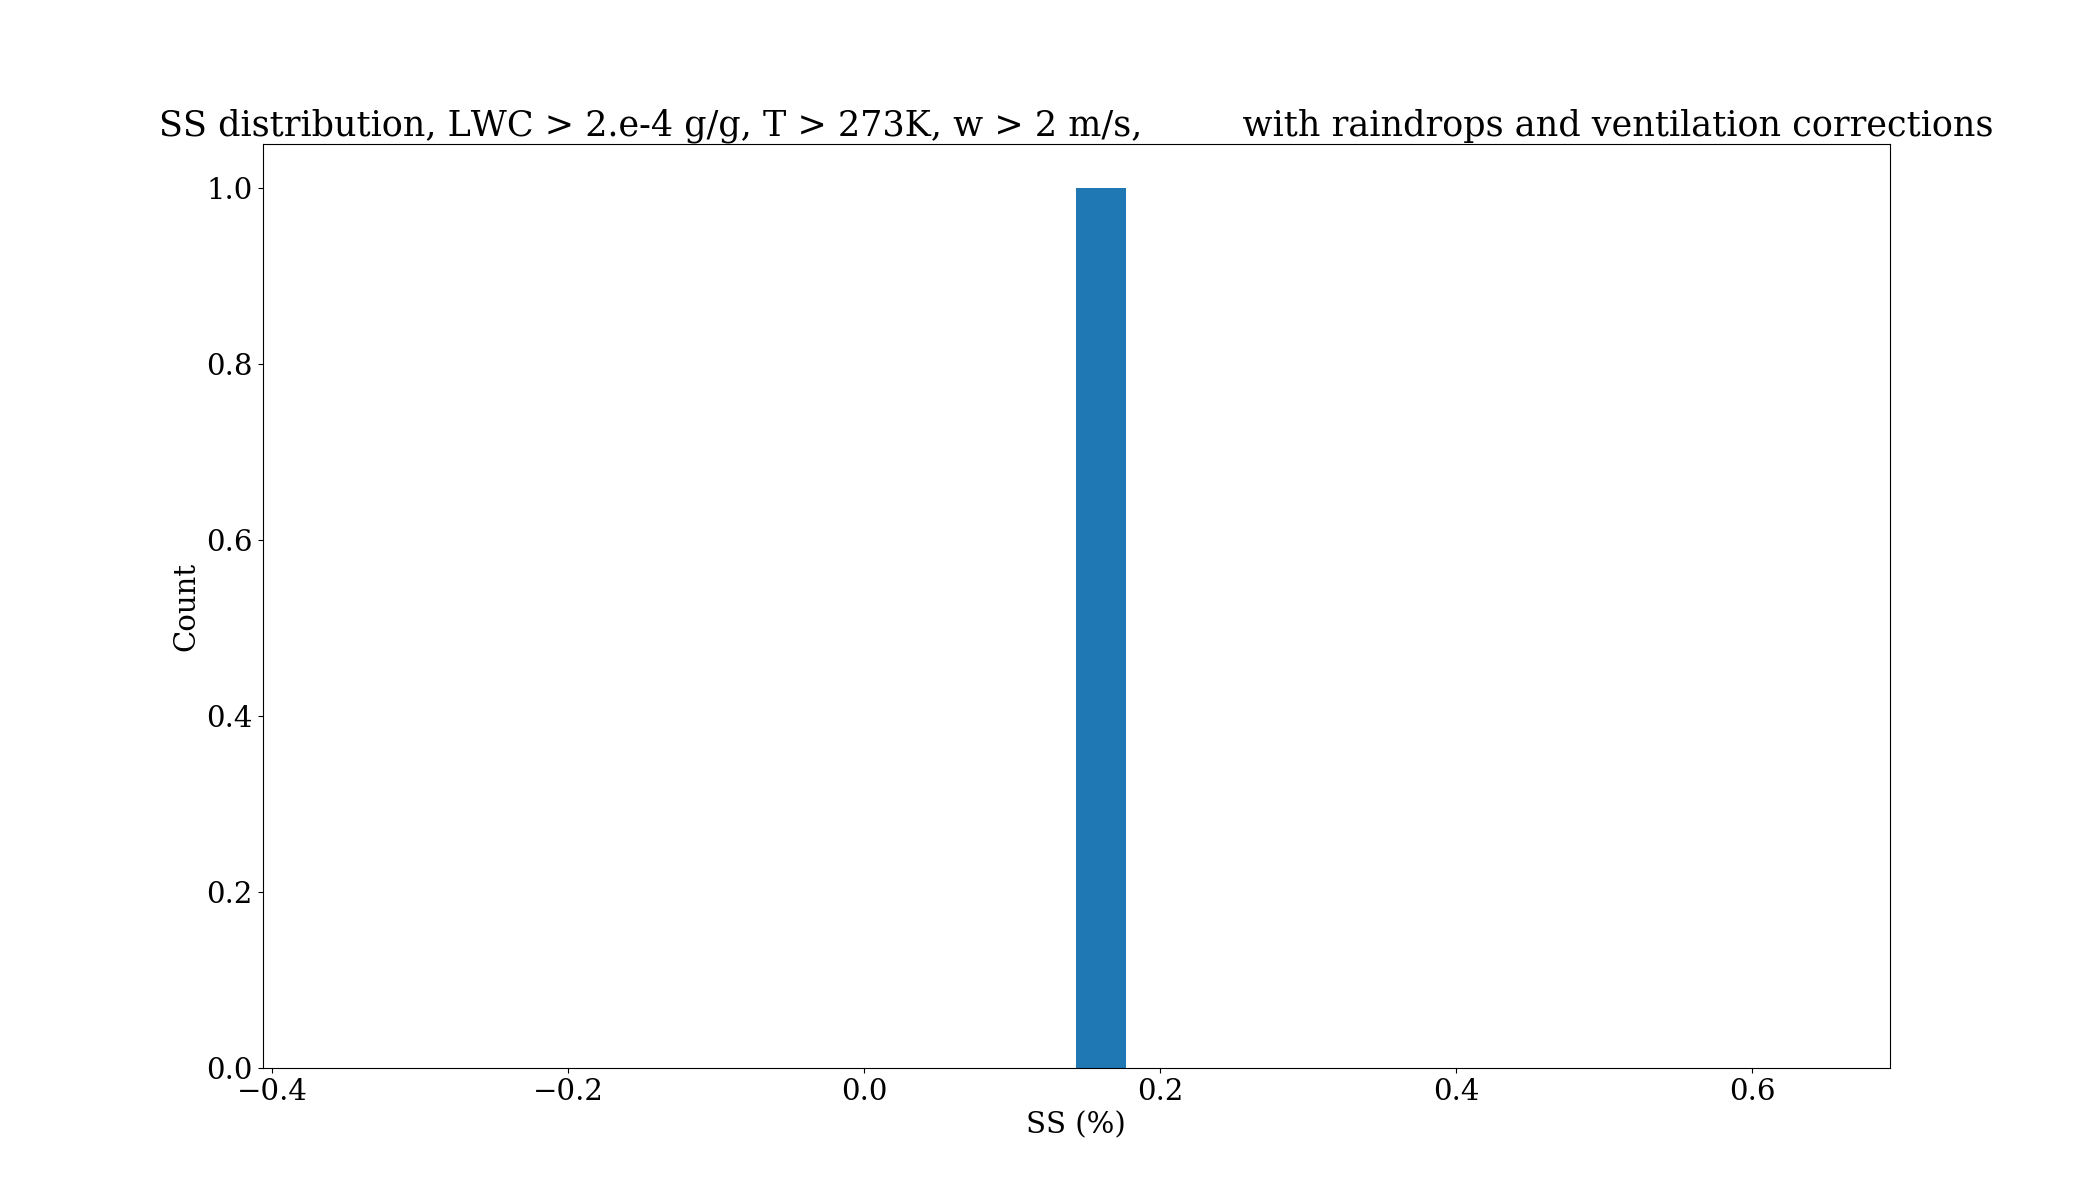 SS distribution, LWC > 2.e-4 g/g, T > 273K, w > 2 m/s,        with raindrops and ventilation corrections
1.0
0.8
0.6
0.4
0.2
0.0
Count
−0.4 −0.2 0.0 0.2 0.4 0.6
SS (%)